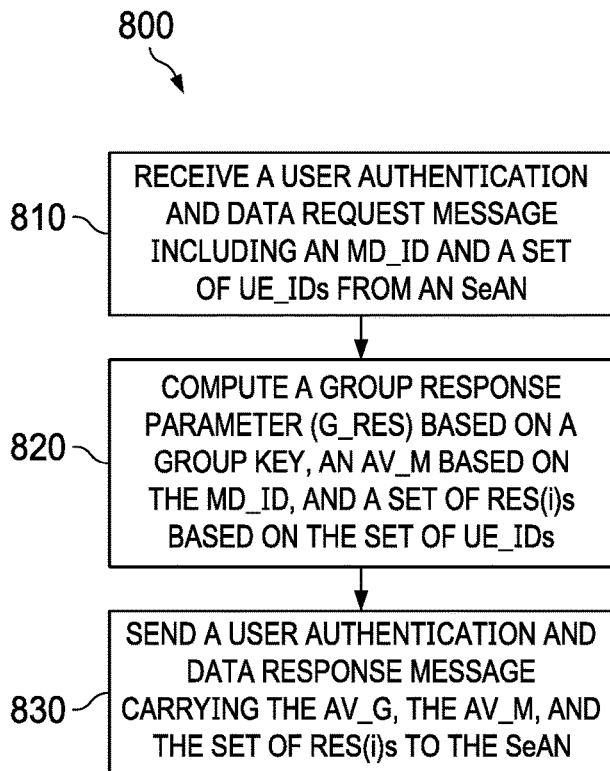 800
810
RECEIVE A USER AUTHENTICATION
AND DATA REQUEST MESSAGE
INCLUDING AN MD_ID AND A SET
OF UE_IDs FROM AN SeAN
820
COMPUTE A GROUP RESPONSE
PARAMETER (G_RES) BASED ON A
GROUP KEY, AN AV_M BASED ON
THE MD_ID, AND A SET OF RES(i)s
BASED ON THE SET OF UE_IDs
830
SEND A USER AUTHENTICATION AND
DATA RESPONSE MESSAGE
CARRYING THE AV_G, THE AV_M, AND
THE SET OF RES(i)s TO THE SeAN